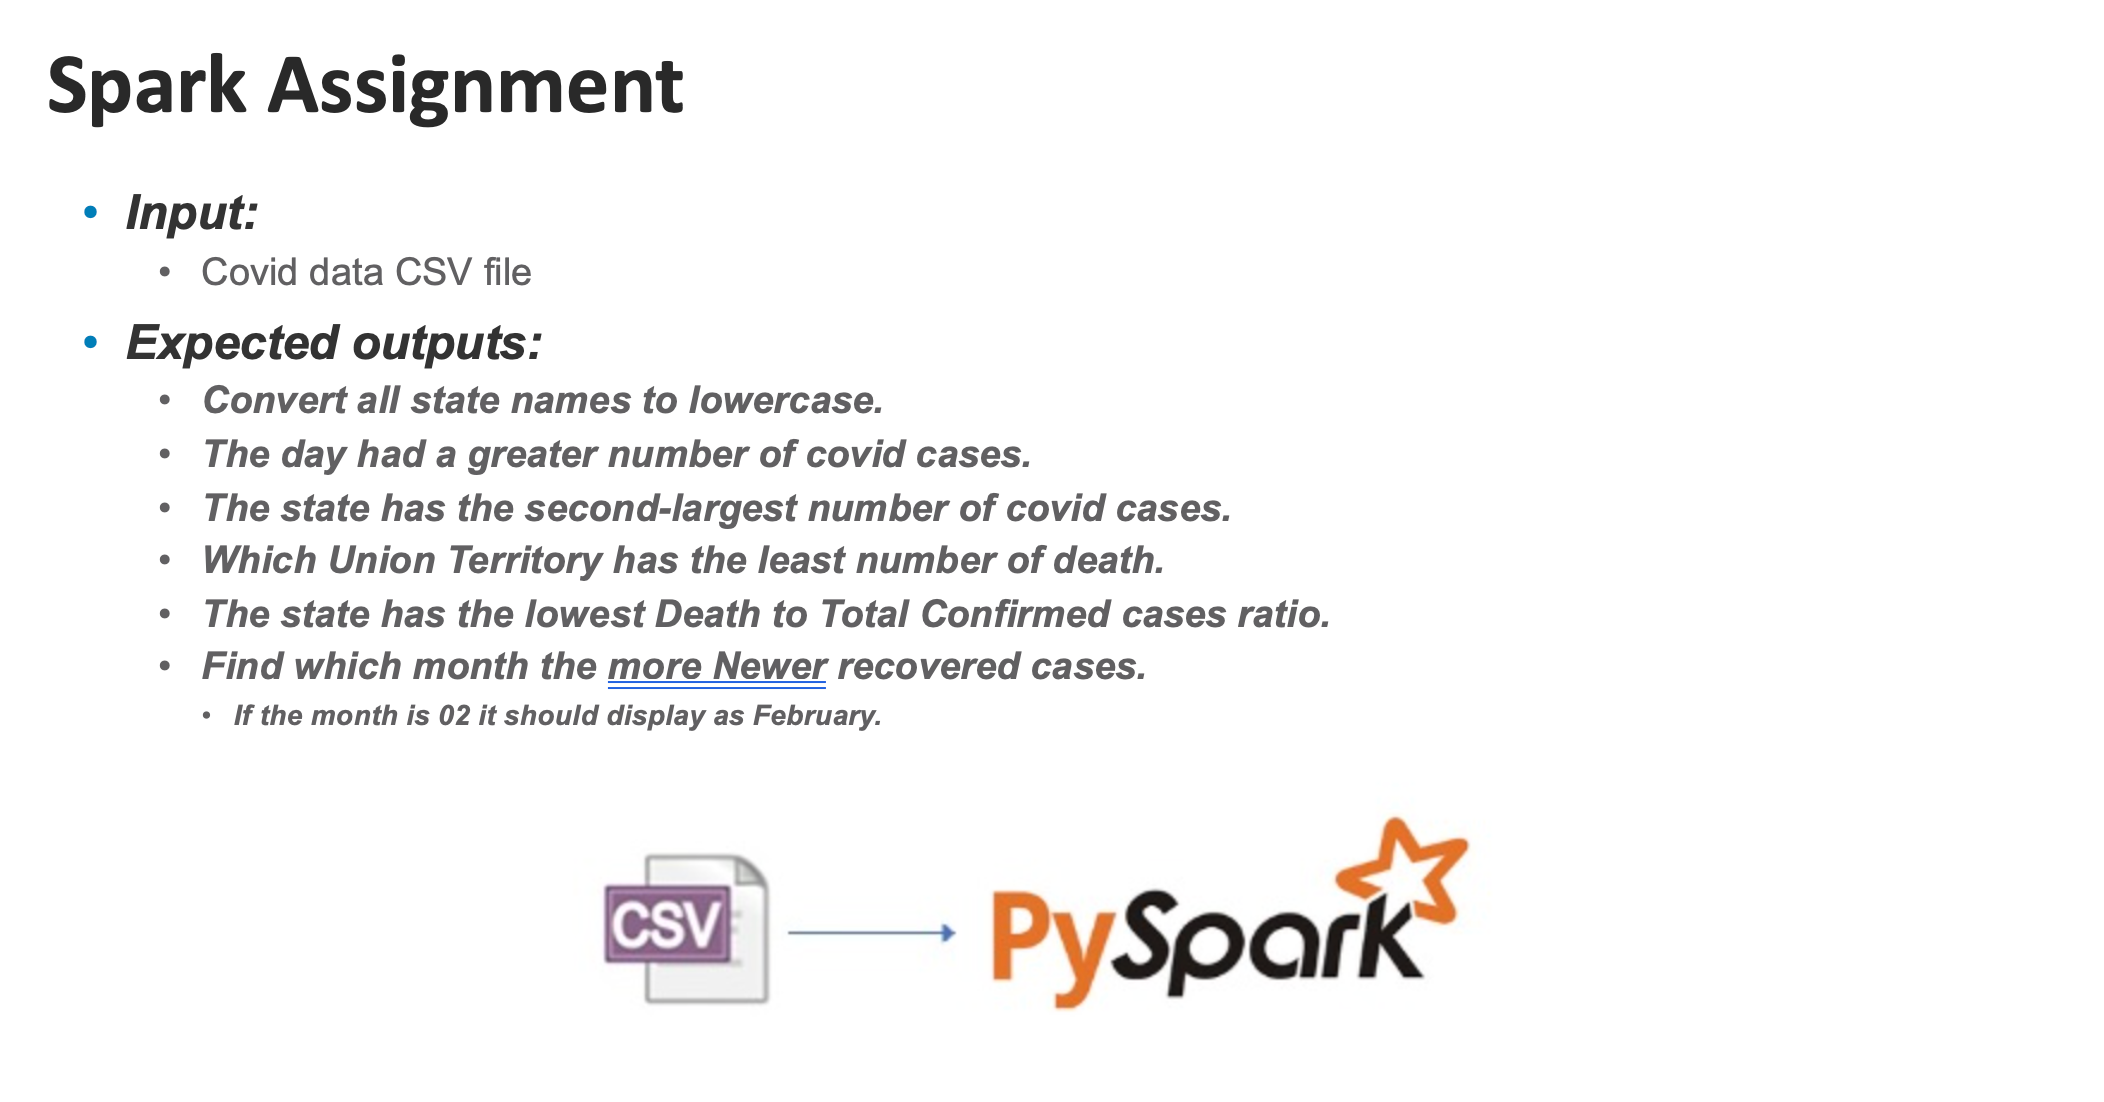 Spark Assignment
• Input:
• Covid data CSV file
• Expected outputs:
• Convert all state names to lowercase.
• The day had a greater number of covid cases.
• The state has the second-largest number of covid cases.
• Which Union Territory has the least number of death.
• The state has the lowest Death to Total Confirmed cases ratio.
• Find which month the more Newer recovered cases.
• If the month is 02 it should display as February.
CSV
PySpark